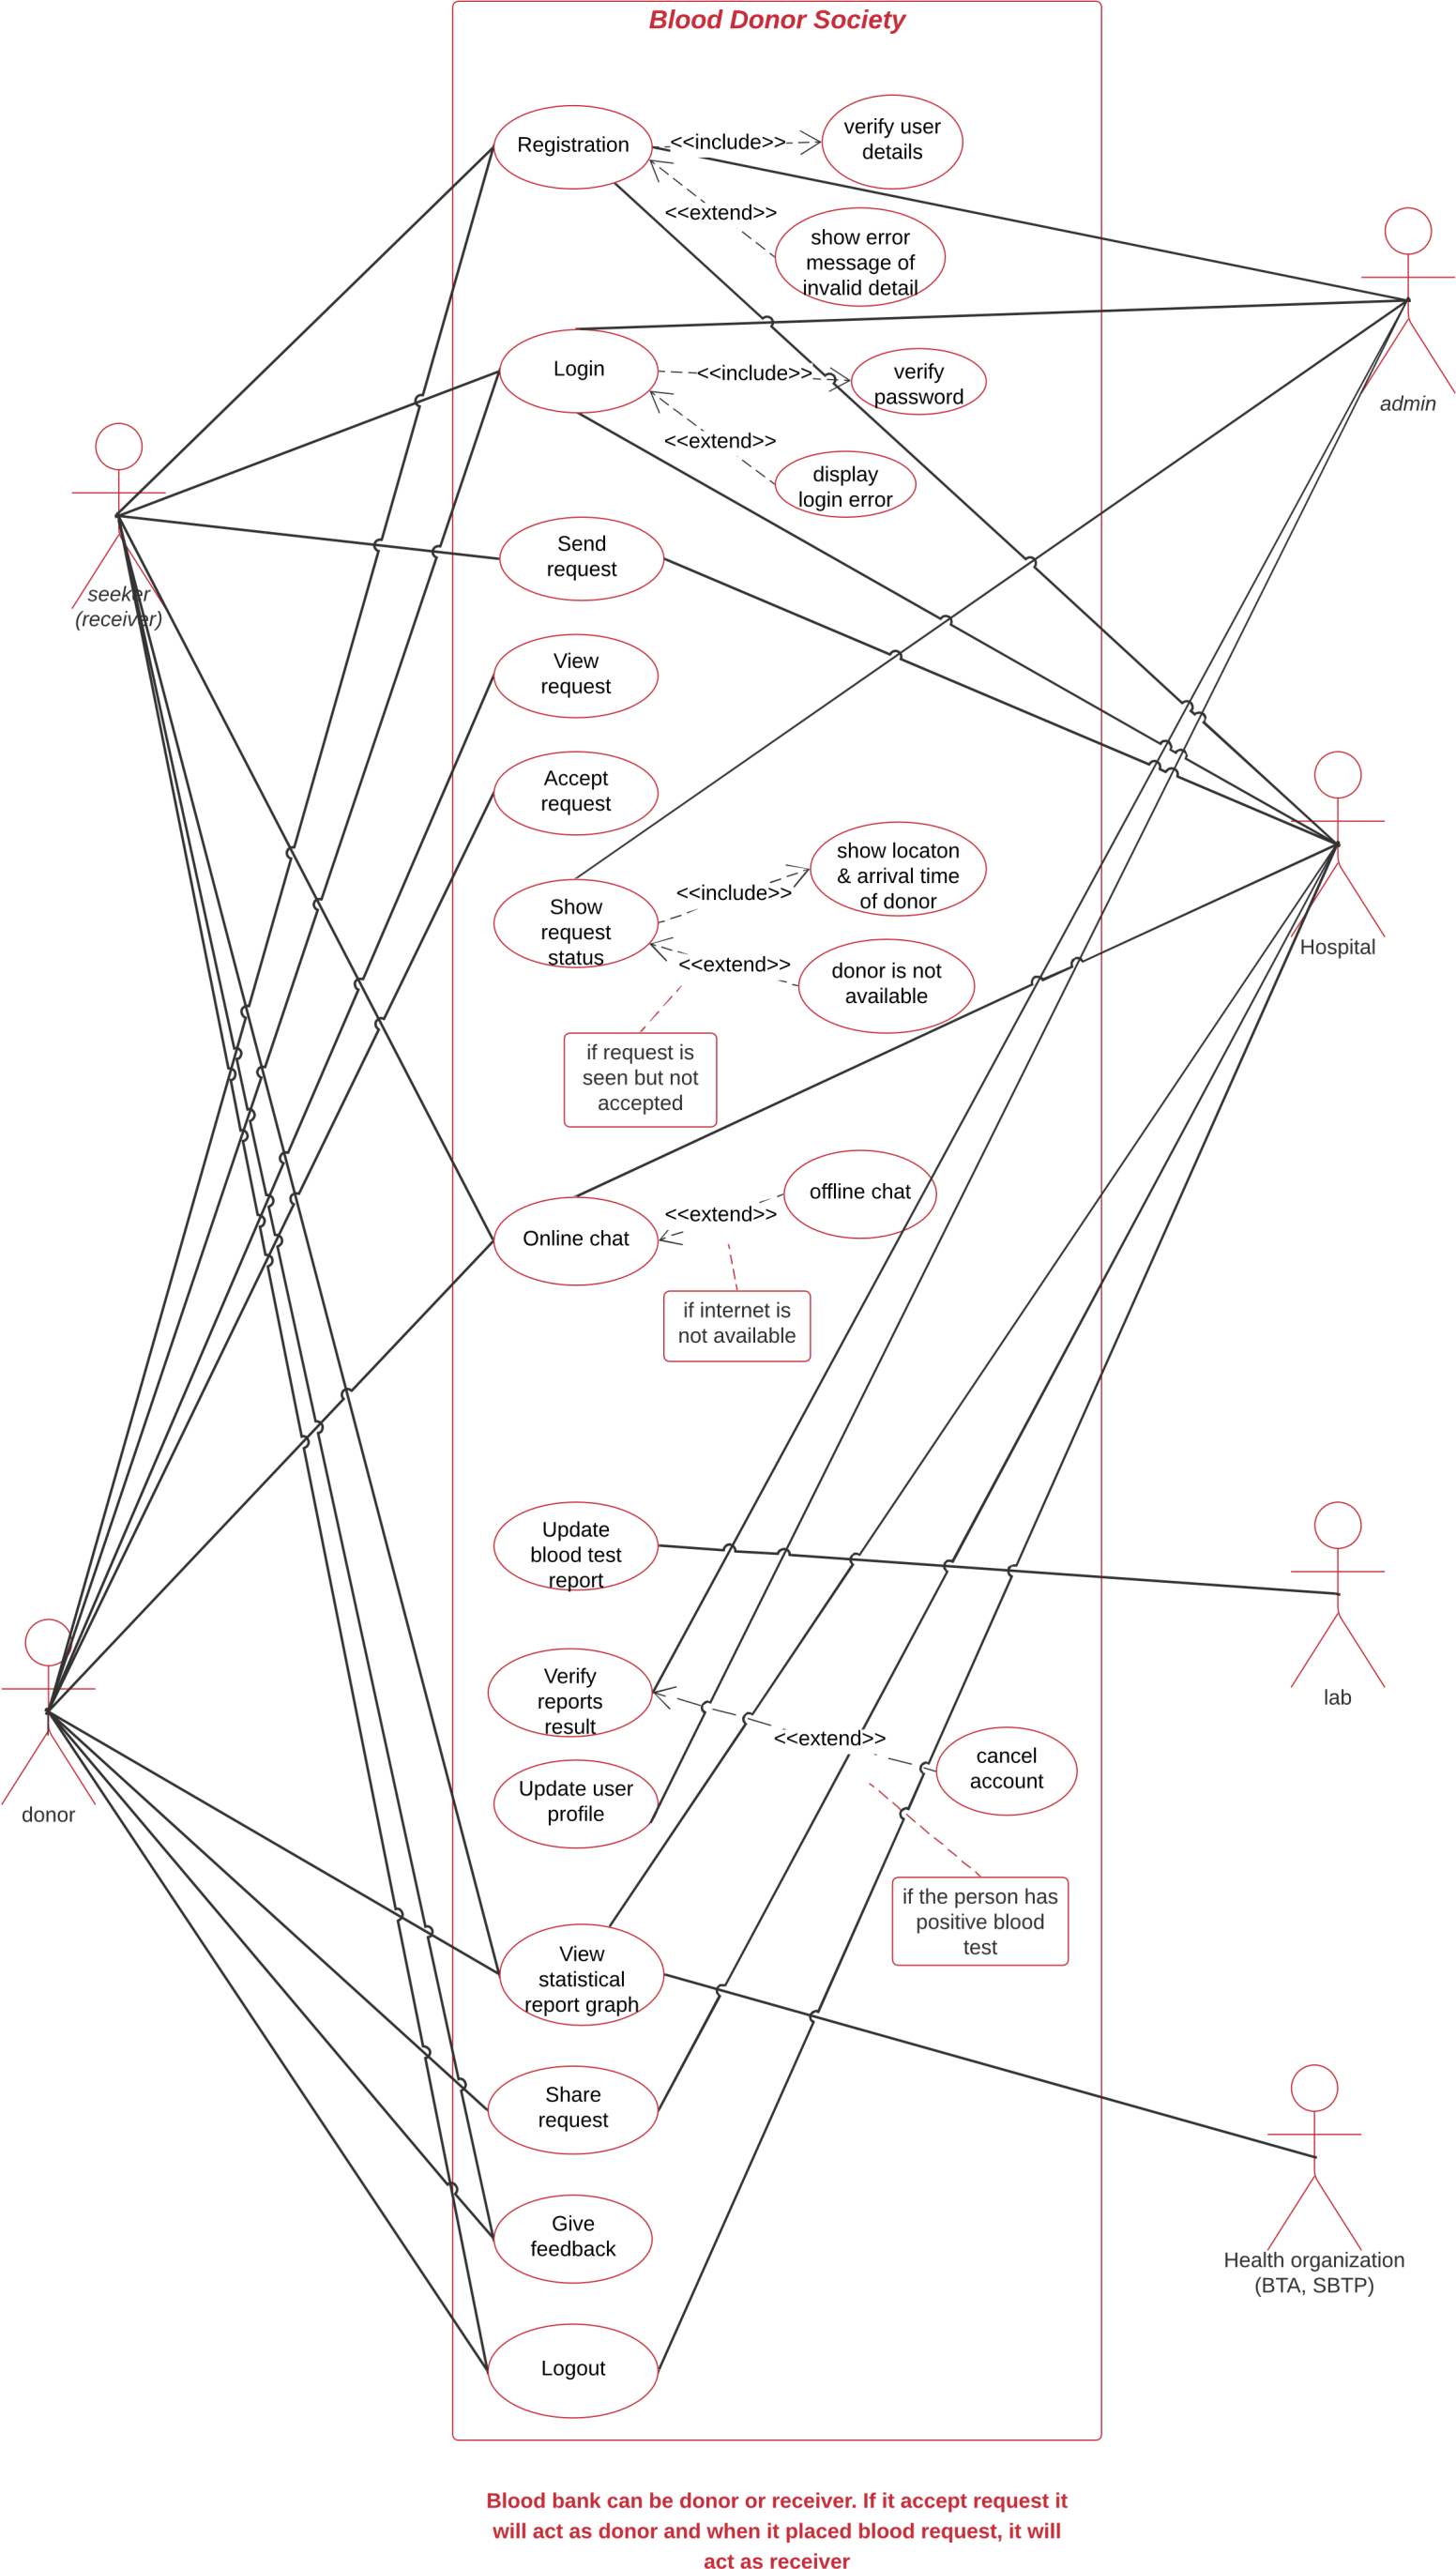 Blood Donor Society
Registration
<<include>>
verify user
details
<<extend>>
show error
message of
invalid detail
admin
Login
<<include>>
verify
password
<<extend>>
display
login error
seeker
(receiver)
Send
request
View
request
Accept
request
Show
request
status
<<include>>
show locaton
& arrival time
of donor
<<extend>>
donor is not
available
Hospital
if request is
seen but not
accepted
Online chat
<<extend>>
offline chat
if internet is
not available
Update
blood test
report
lab
Verify
reports
result
<<extend>>
cancel
account
Update user
profile
donor
if the person has
positive blood
test
View
statistical
report graph
Share
request
Give
feedback
Health organization
(BTA, SBTP)
Logout
Blood bank can be donor or receiver. If it accept request it
will act as donor and when it placed blood request, it will
act as receiver